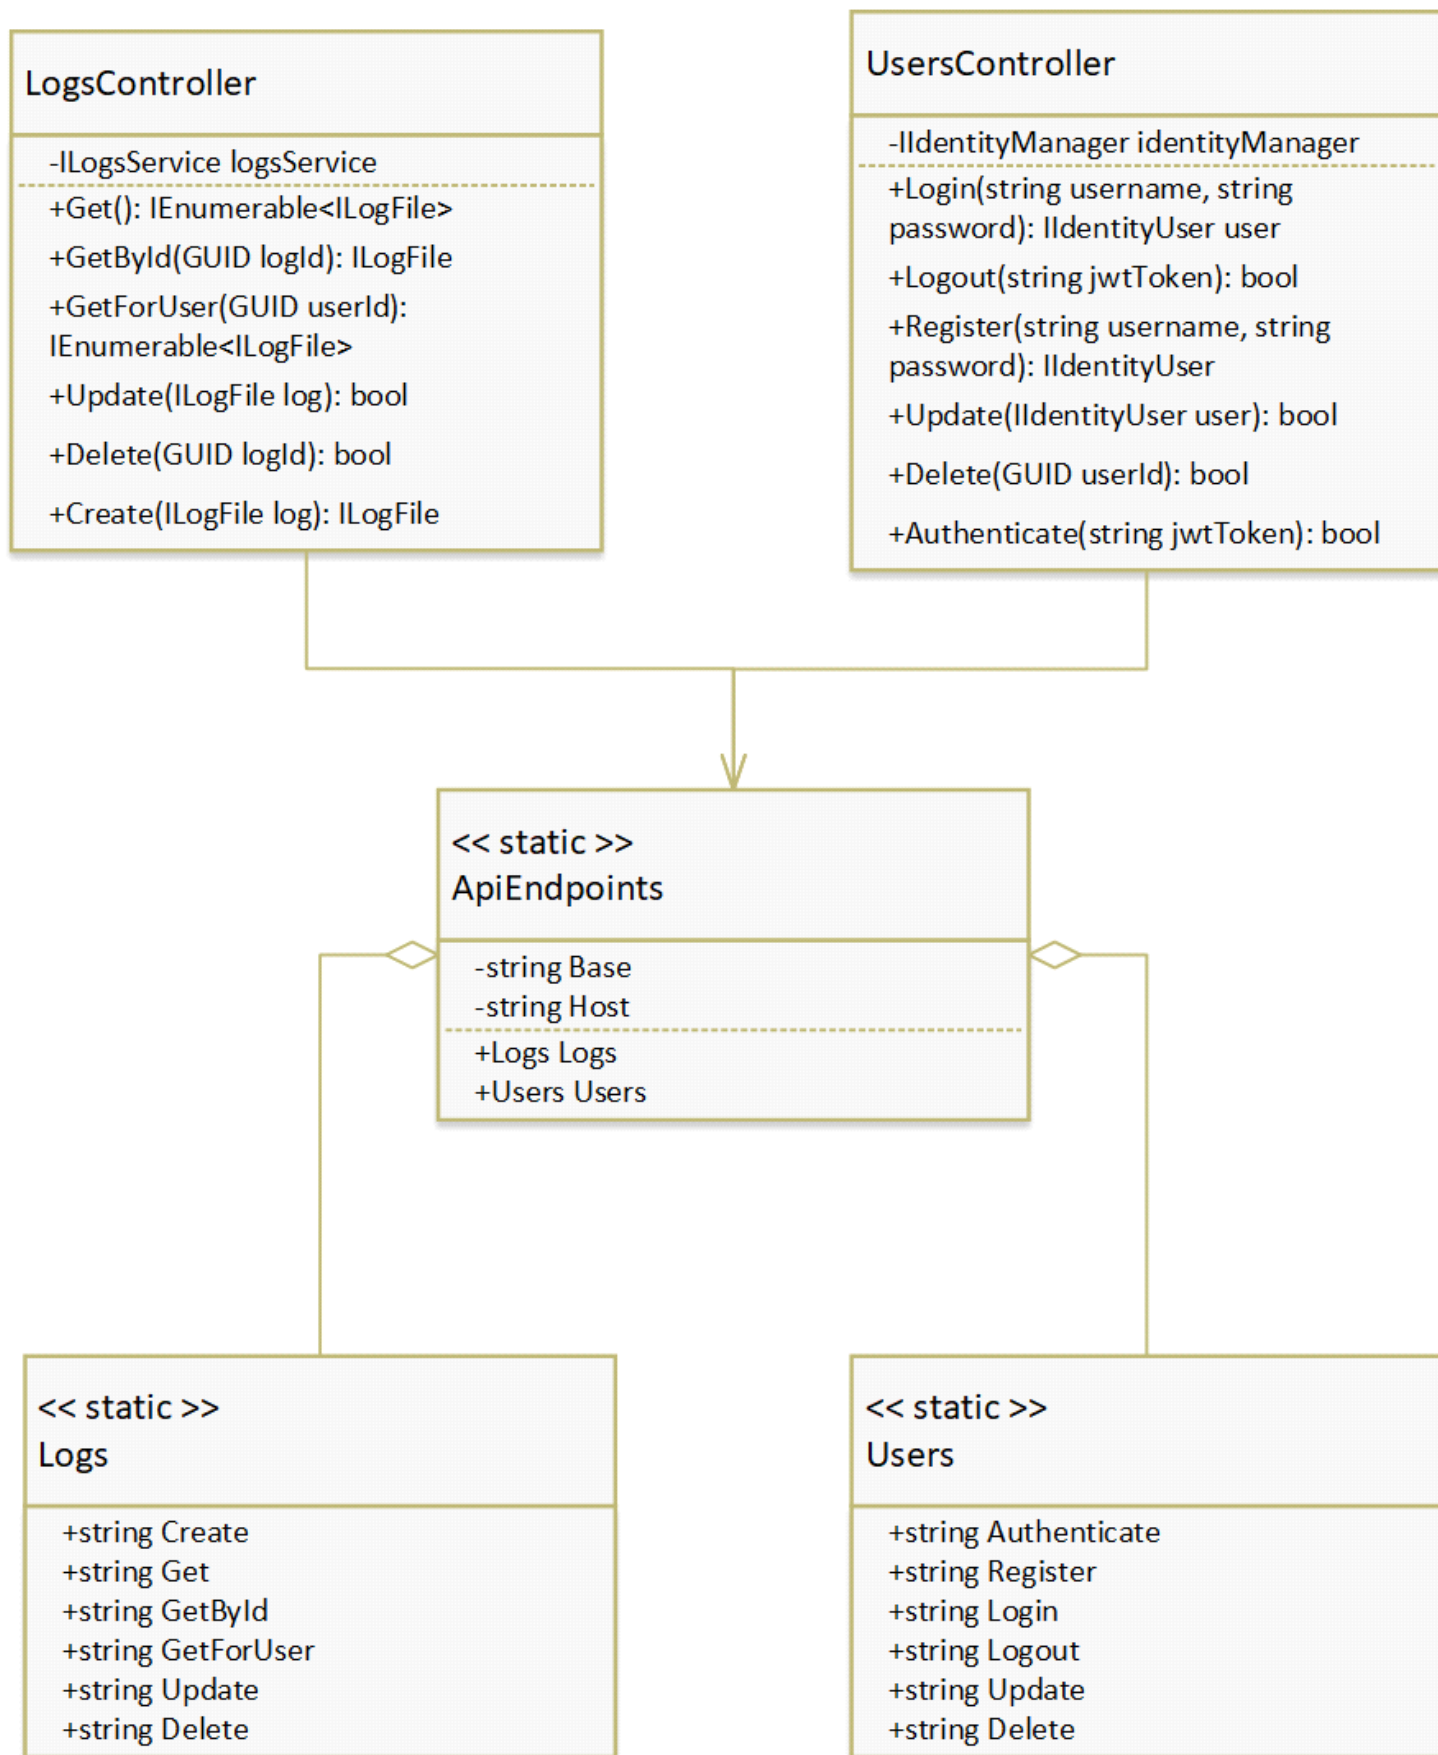 LogsController
-ILogsService logsService
+Get(): IEnumerable<ILogFile>
+GetById(GUID logId): ILogFile
+GetForUser(GUID userId):
IEnumerable<ILogFile>
+Update(ILogFile log): bool
+Delete(GUID logId): bool
+Create(ILogFile log): ILogFile
UsersController
-IIdentityManager identityManager
+Login(string username, string
password): IIdentityUser user
+Logout(string jwtToken): bool
+Register(string username, string
password): IIdentityUser
+Update(IIdentityUser user): bool
+Delete(GUID userId): bool
+Authenticate(string jwtToken): bool
<< static >>
ApiEndpoints
-string Base
-string Host
+Logs Logs
+Users Users
<< static >>
Logs
+string Create
+string Get
+string GetById
+string GetForUser
+string Update
+string Delete
<< static >>
Users
+string Authenticate
+string Register
+string Login
+string Logout
+string Update
+string Delete